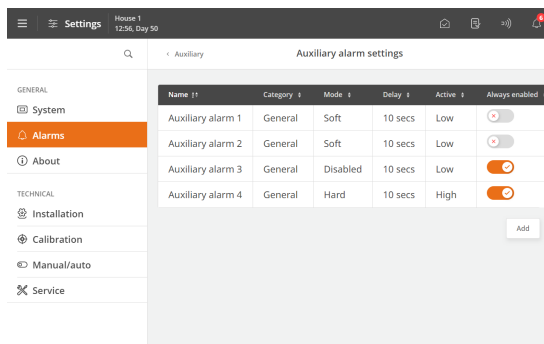 Settings
House 1
12:56, Day 50
6
Auxiliary
Auxiliary alarm settings
GENERAL
System
Alarms
About
TECHNICAL
Installation
Calibration
Manual/auto
Service
Name Category Mode Delay Active Always enabled
Auxiliary alarm 1 General Soft 10 secs Low
Auxiliary alarm 2 General Soft 10 secs Low
Auxiliary alarm 3 General Disabled 10 secs Low
Auxiliary alarm 4 General Hard 10 secs High
Add